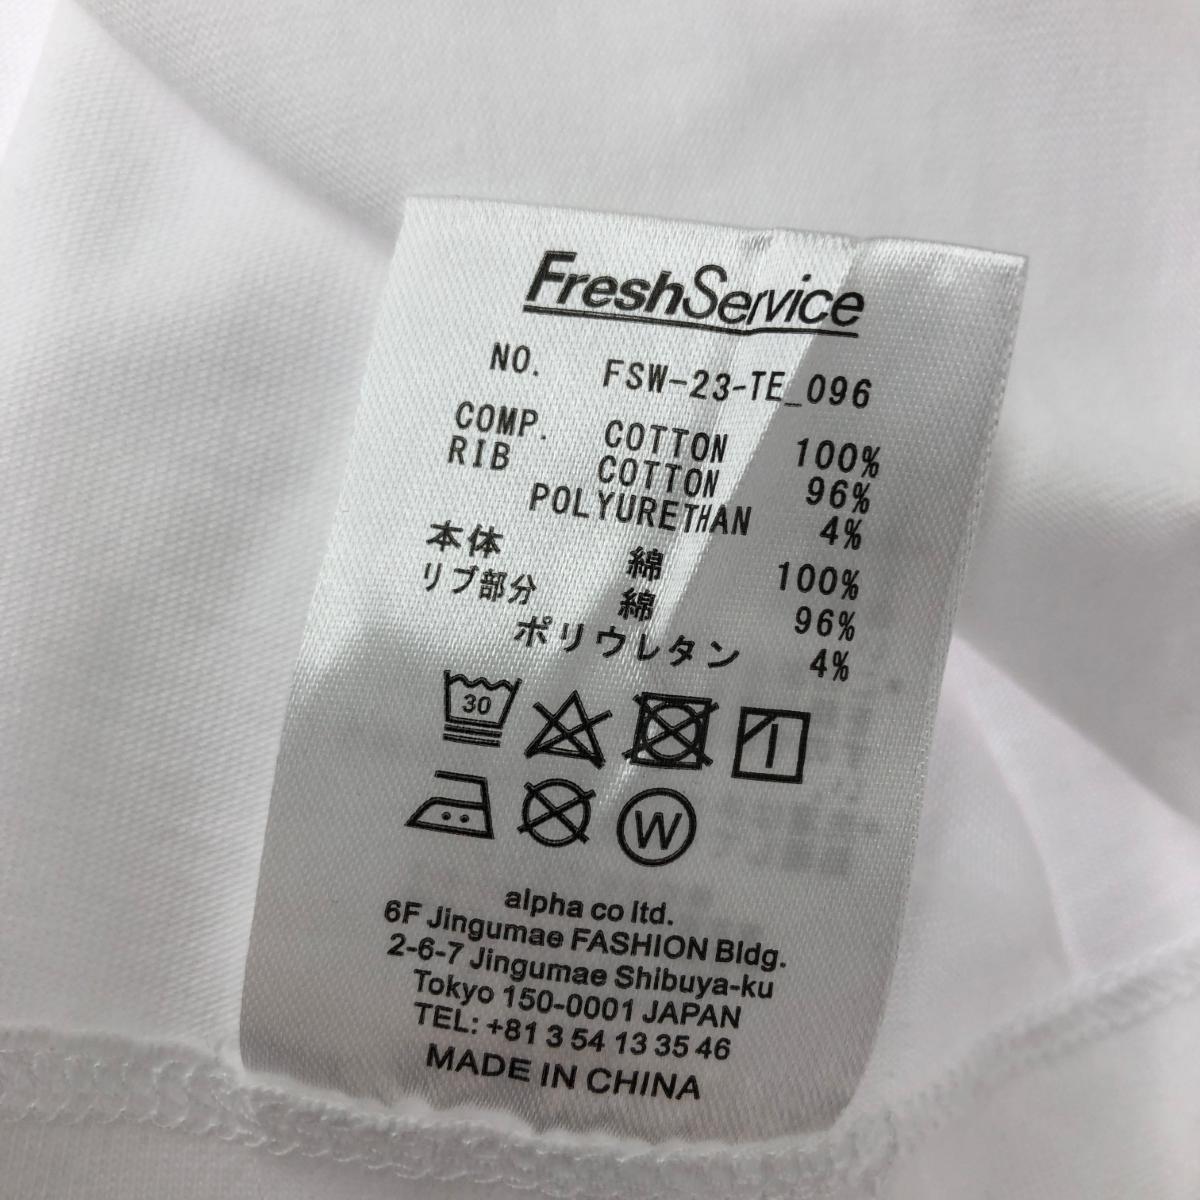 FreshService
NO. FSW-23-TE_096
COMP. COTTON 100%
RIB COTTON 96%
POLYURETHAN 4%
本体 綿 100%
リブ部分 綿 96%
ポリウレタン 4%
30
W
alpha co ltd.
6F Jingumae FASHION Bldg.
2-6-7 Jingumae Shibuya-ku
Tokyo 150-0001 JAPAN
TEL: +81 3 54 13 35 46
MADE IN CHINA